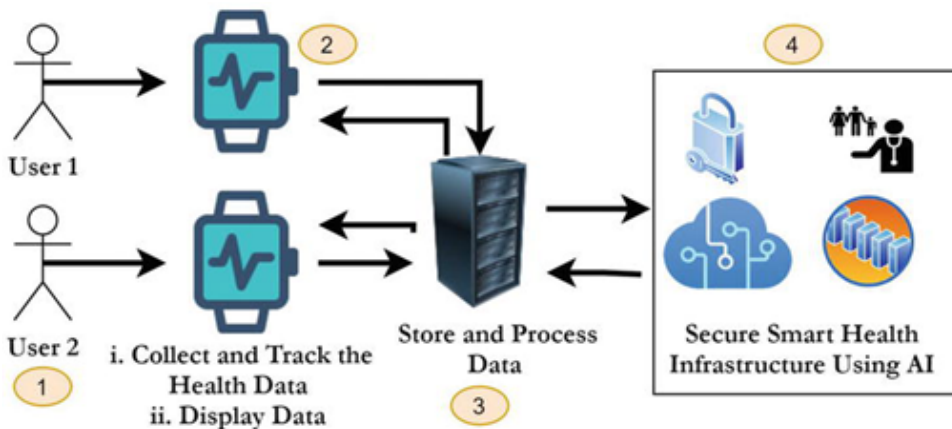 2
4
User 1
User 2
1
i. Collect and Track the
Health Data
ii. Display Data
Store and Process
Data
3
Secure Smart Health
Infrastructure Using AI